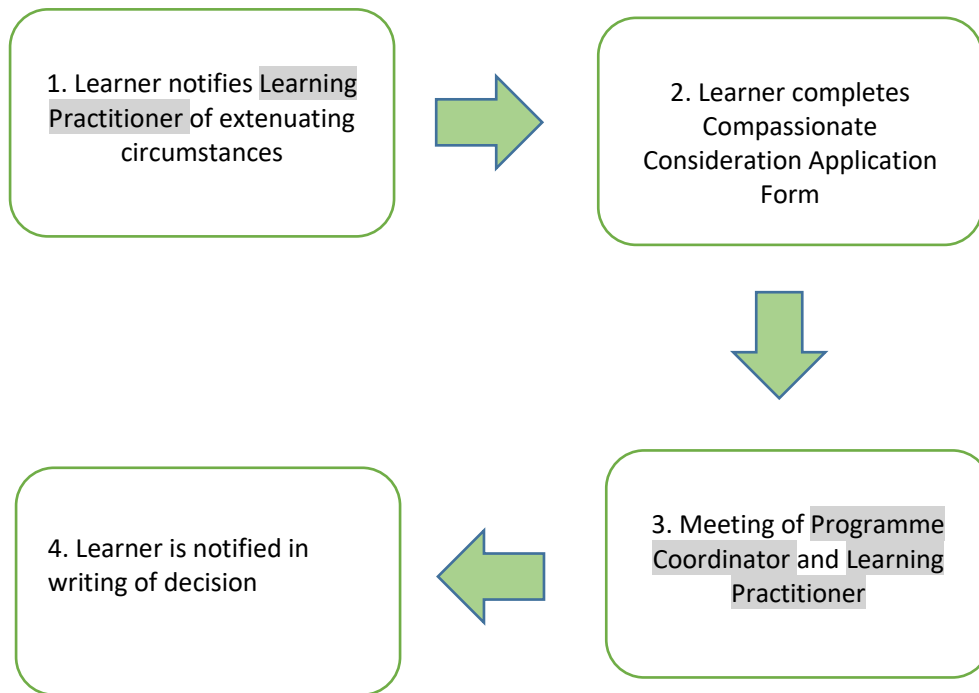 1. Learner notifies Learning
Practitioner of extenuating
circumstances
2. Learner completes
Compassionate
Consideration Application
Form
3. Meeting of Programme
Coordinator and Learning
Practitioner
4. Learner is notified in
writing of decision